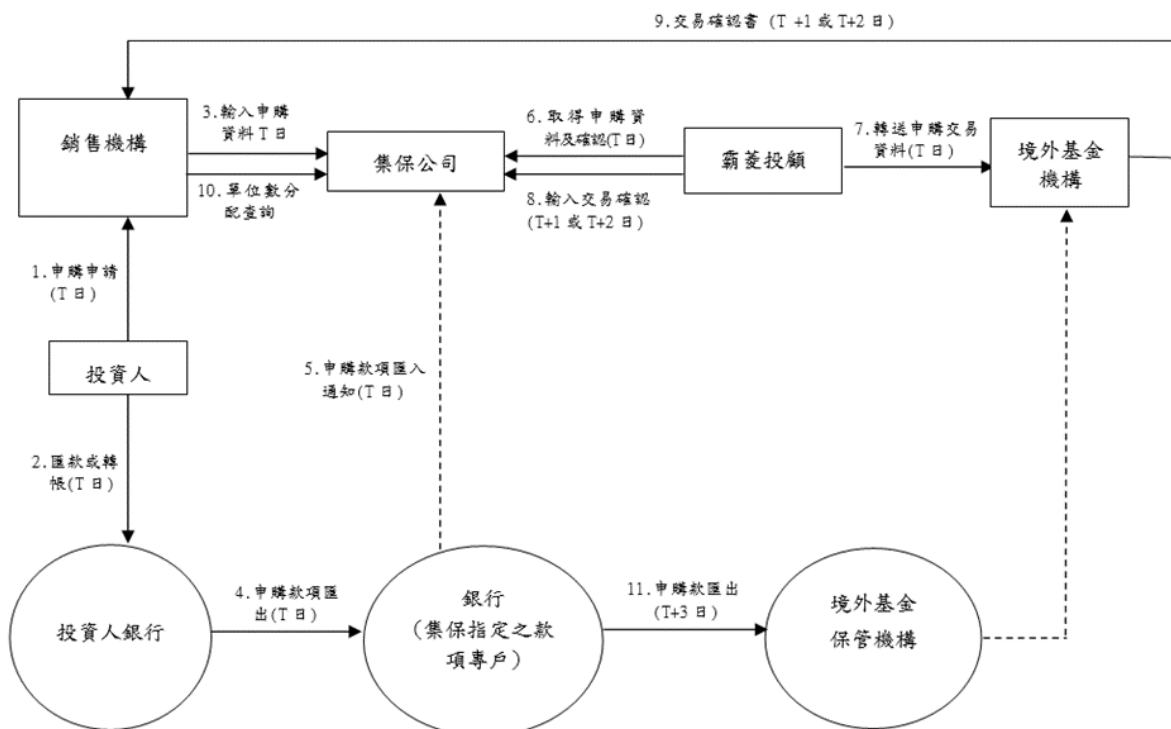 9.交易確認書 (T +1 或 T+2 日)
銷售機構
3.輸入申購
資料 T 日
10.單位數分
配查詢
集保公司
6.取得申購資
料及確認(T 日)
8.輸入交易確認
(T+1 或 T+2 日)
霸菱投顧
7.轉送申購交易
資料(T 日)
境外基金
機構
1.申購申請
(T 日)
投資人
5.申購款項匯入
通知(T 日)
2.匯款或轉
帳(T 日)
投資人銀行
4.申購款項匯
出(T 日)
銀行
(集保指定之款
項專戶)
11.申購款匯出
(T+3 日)
境外基金
保管機構